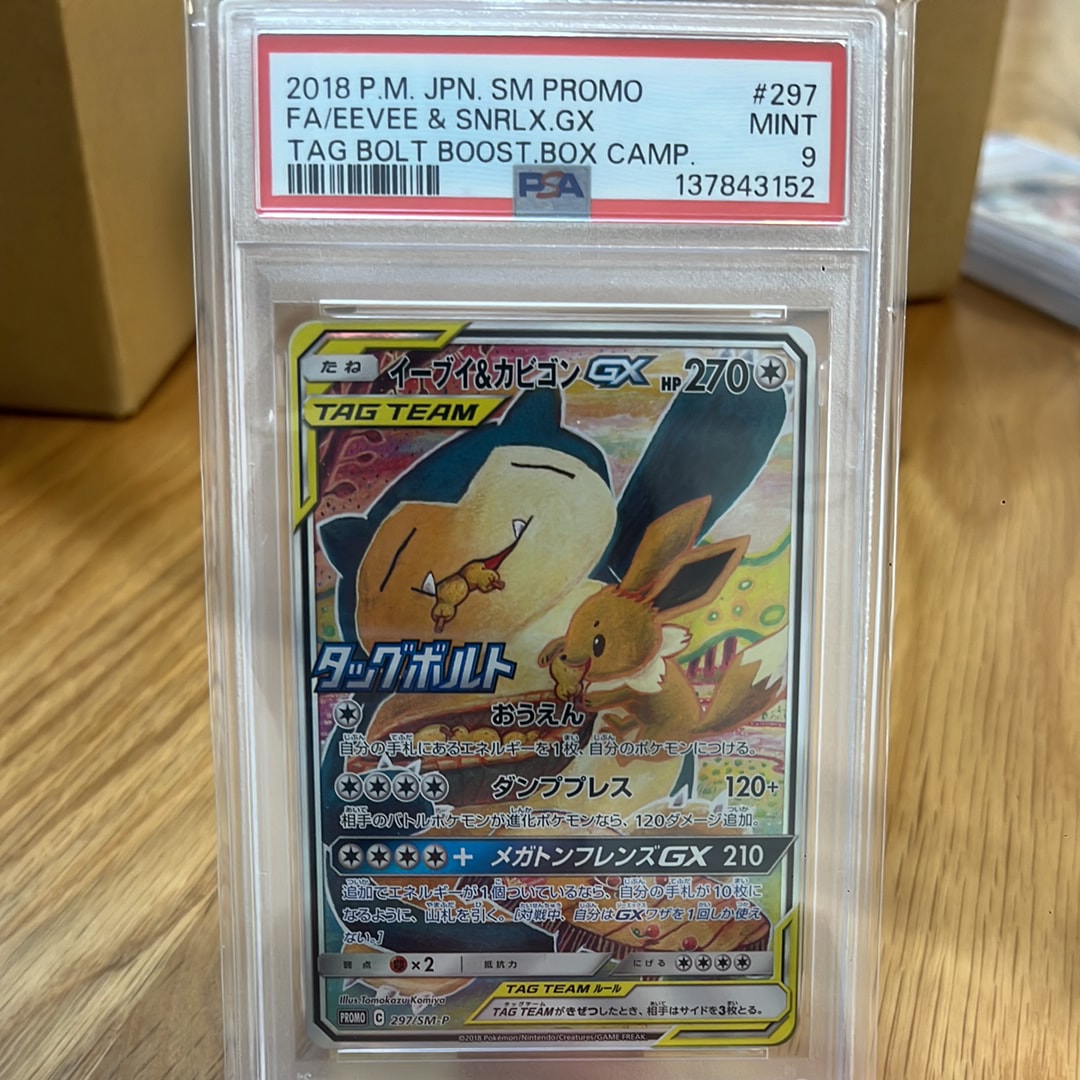 2018 P.M. JPN. SM PROMO #297
FA/EEVEE & SNRLX.GX MINT
TAG BOLT BOOST.BOX CAMP. 9
PSA 137843152
たね イーブイ&カビゴンGX HP270
TAG TEAM
タッグボルト
おうえん
自分の手札にあるエネルギーを1枚、自分のポケモンにつける。
ダンププレス 120+
相手のバトルポケモンが進化ポケモンなら、120ダメージ追加。
+ メガトンフレンズGX 210
追加でエネルギーが1個ついているなら、自分の手札が10枚に
なるように、山札を引く。[対戦中、自分はGXワザを1回しか使え
ない。]
弱点 ×2 抵抗力 にげる
Illus. Tomokazu Komiya TAG TEAM ルール
TAG TEAMがきぜつしたとき、相手はサイドを3枚とる。
PROMO C 297/SM-P
©2018 Pokémon/Nintendo/Creatures/GAME FREAK.